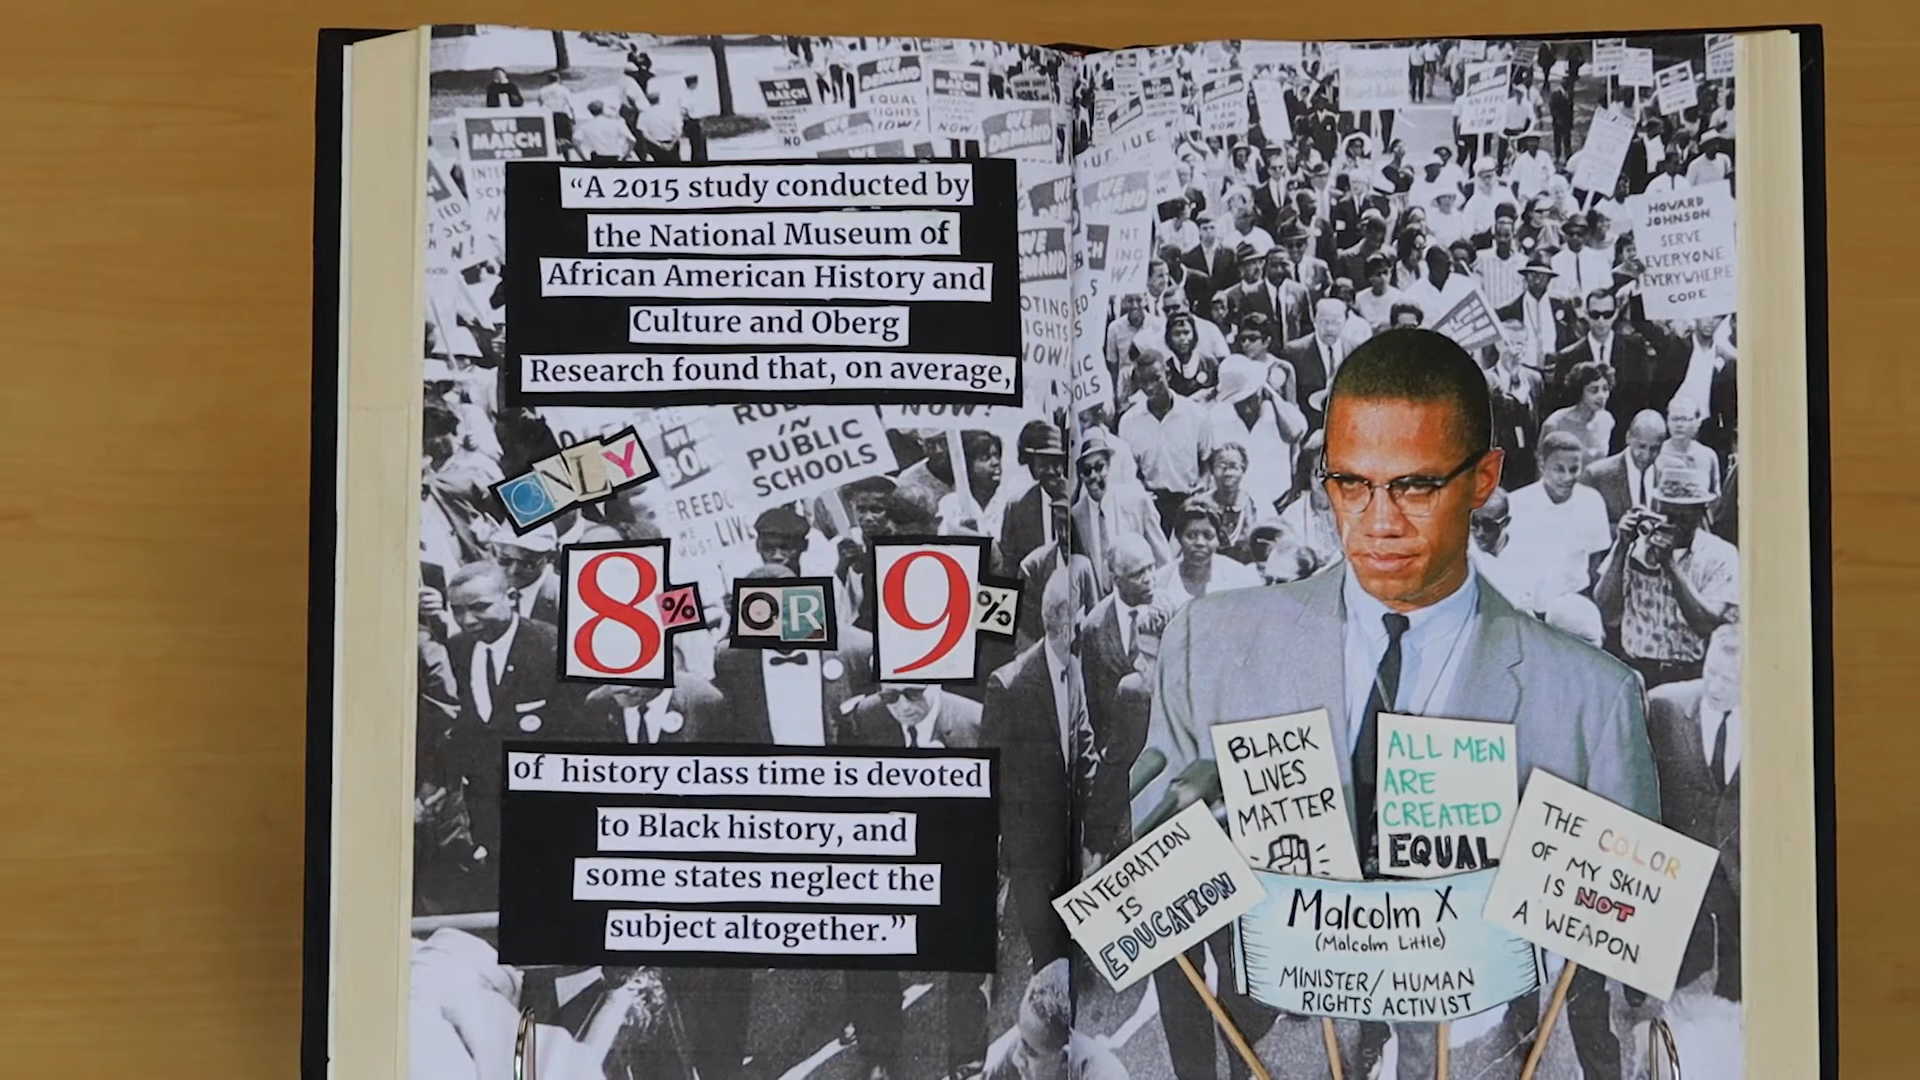 “A 2015 study conducted by
the National Museum of
African American History and
Culture and Oberg
Research found that, on average,
ONLY
8% OR 9%
of history class time is devoted
to Black history, and
some states neglect the
subject altogether.”
WE
MARCH
FOR
WE
DEMAND
EQUAL
RIGHTS
NOW!
WE
MARCH
WE
DEMAND
I.U.E.
IN
PUBLIC
SCHOOLS
HOWARD
JOHNSON
SERVE
EVERYONE
EVERYWHERE
CORE
BLACK
LIVES
MATTER
ALL MEN
ARE
CREATED
EQUAL
INTEGRATION
IS
EDUCATION
THE COLOR
OF MY SKIN
IS NOT
A WEAPON
Malcolm X
(Malcolm Little)
MINISTER/ HUMAN
RIGHTS ACTIVIST